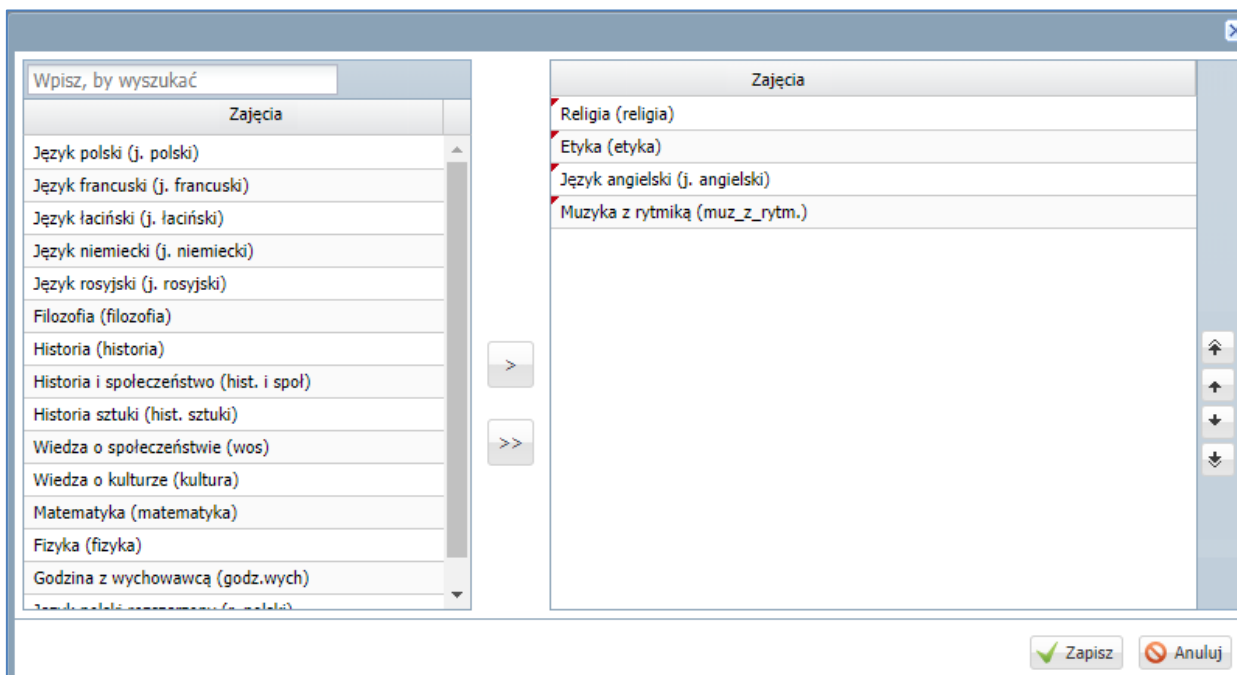 Wpisz, by wyszukać
Zajęcia
Język polski (j. polski)
Język francuski (j. francuski)
Język łaciński (j. łaciński)
Język niemiecki (j. niemiecki)
Język rosyjski (j. rosyjski)
Filozofia (filozofia)
Historia (historia)
Historia i społeczeństwo (hist. i społ)
Historia sztuki (hist. sztuki)
Wiedza o społeczeństwie (wos)
Wiedza o kulturze (kultura)
Matematyka (matematyka)
Fizyka (fizyka)
Godzina z wychowawcą (godz.wych)
>
>>
Zajęcia
Religia (religia)
Etyka (etyka)
Język angielski (j. angielski)
Muzyka z rytmiką (muz_z_rytm.)
Zapisz
Anuluj